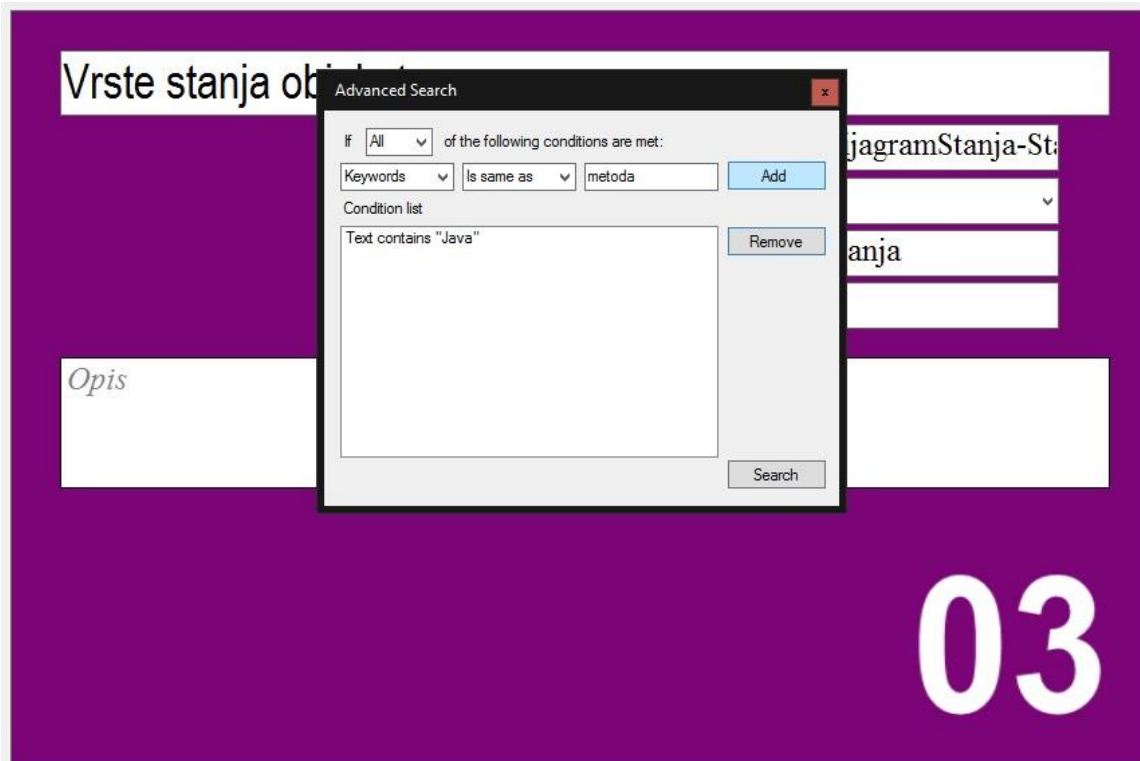 Vrste stanja
Advanced Search
x
If All of the following conditions are met:
Keywords Is same as metoda Add
Condition list
Text contains "Java"
Remove
Search
jagramStanja-St
anja
Opis
03